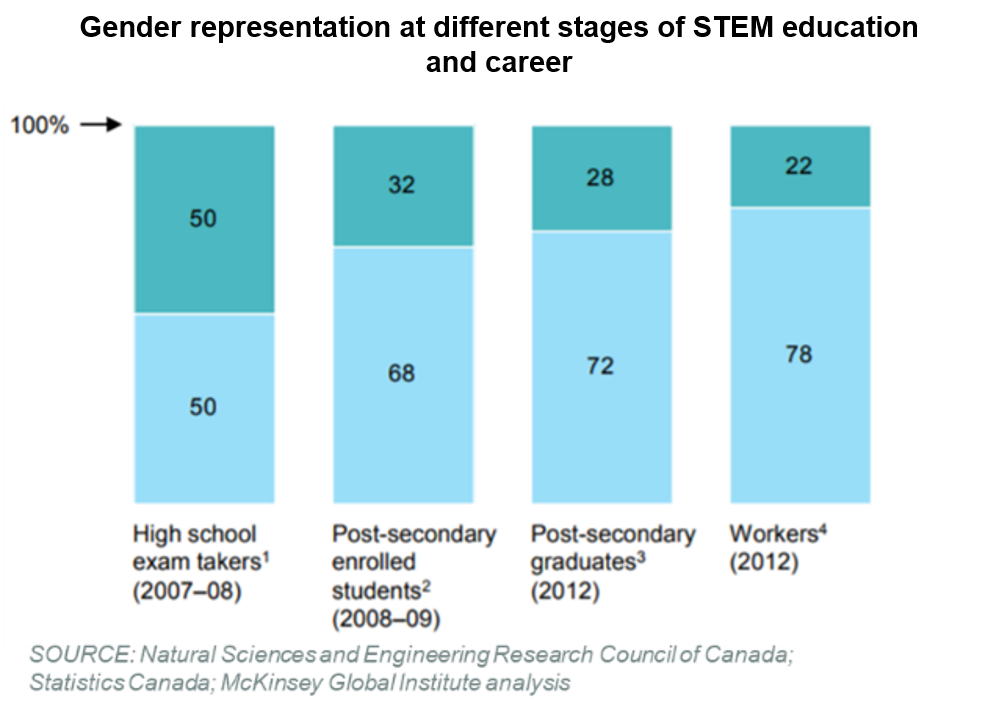 Gender representation at different stages of STEM education
and career
100%
50
32
28
22
50
68
72
78
High school
exam takers¹
(2007–08)
Post-secondary
enrolled
students²
(2008–09)
Post-secondary
graduates³
(2012)
Workers⁴
(2012)
SOURCE: Natural Sciences and Engineering Research Council of Canada;
Statistics Canada; McKinsey Global Institute analysis